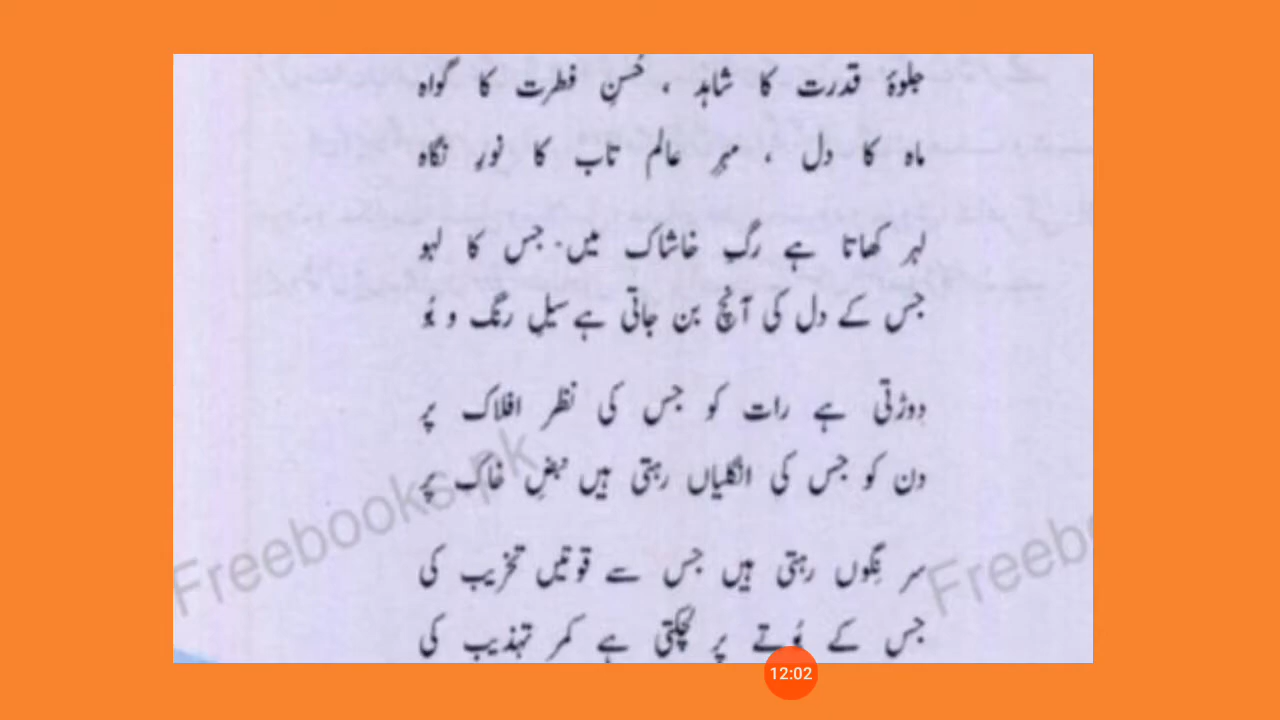 جلوۂ قدرت کا شاہد ، حُسنِ فطرت کا گواہ
ماہ کا دل ، مہرِ عالم تاب کا نورِ نگاہ
لہر کھاتا ہے رگِ خاشاک میں جس کا لہو
جس کے دل کی آنچ بن جاتی ہے سیلِ رنگ و بُو
دوڑتی ہے رات کو جس کی نظر افلاک پر
دن کو جس کی انگلیاں رہتی ہیں نبضِ خاک پر
سر نِگوں رہتی ہیں جس سے قوتیں تخریب کی
جس کے بُوتے پر لچکتی ہے کمر تہذیب کی
Freebooks.pk
Freeb
12:02